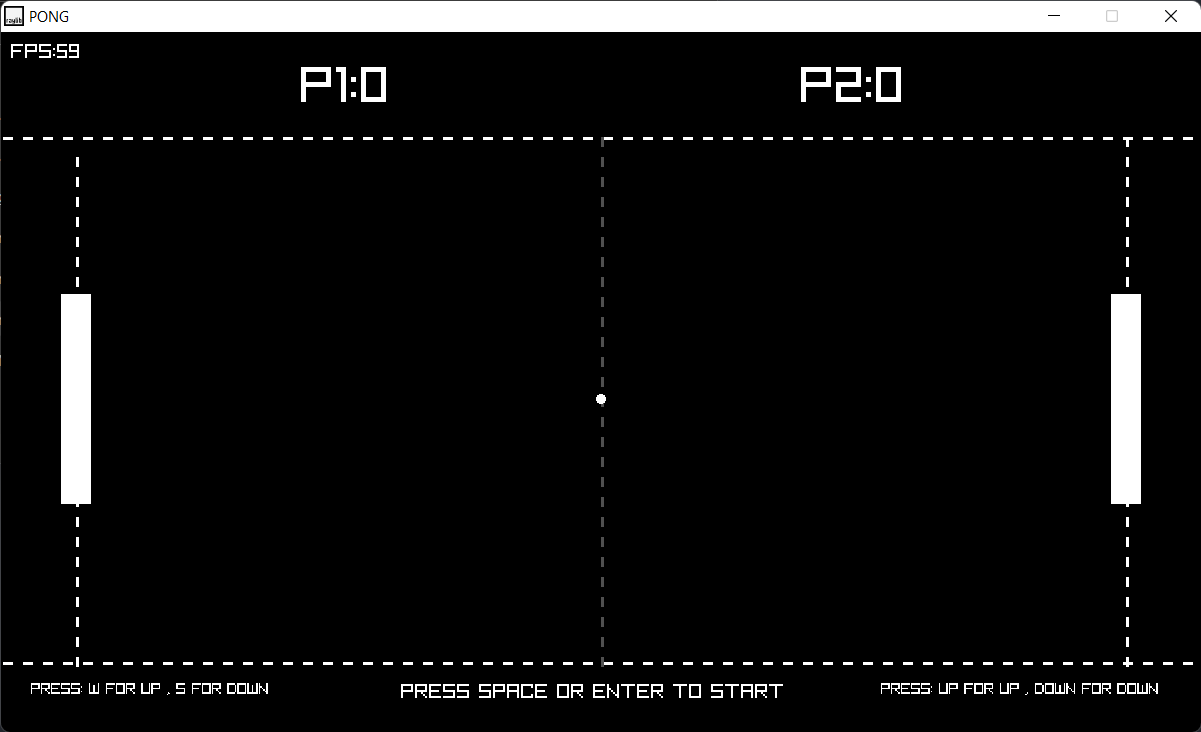 raylib
PONG
FPS:59
P1:0
P2:0
PRESS: W FOR UP , S FOR DOWN
PRESS SPACE OR ENTER TO START
PRESS: UP FOR UP , DOWN FOR DOWN